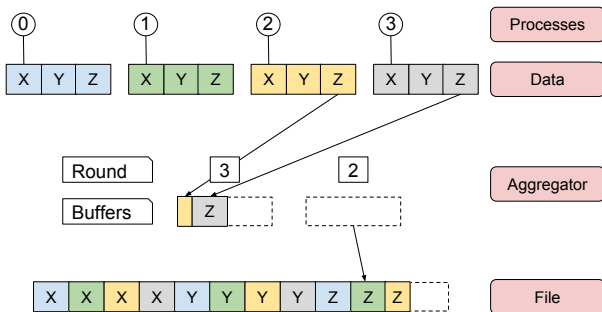 0 1 2 3 Processes
X Y Z X Y Z X Y Z X Y Z Data
Round 3 2
Aggregator
Buffers Z
X X X X Y Y Y Y Z Z Z File